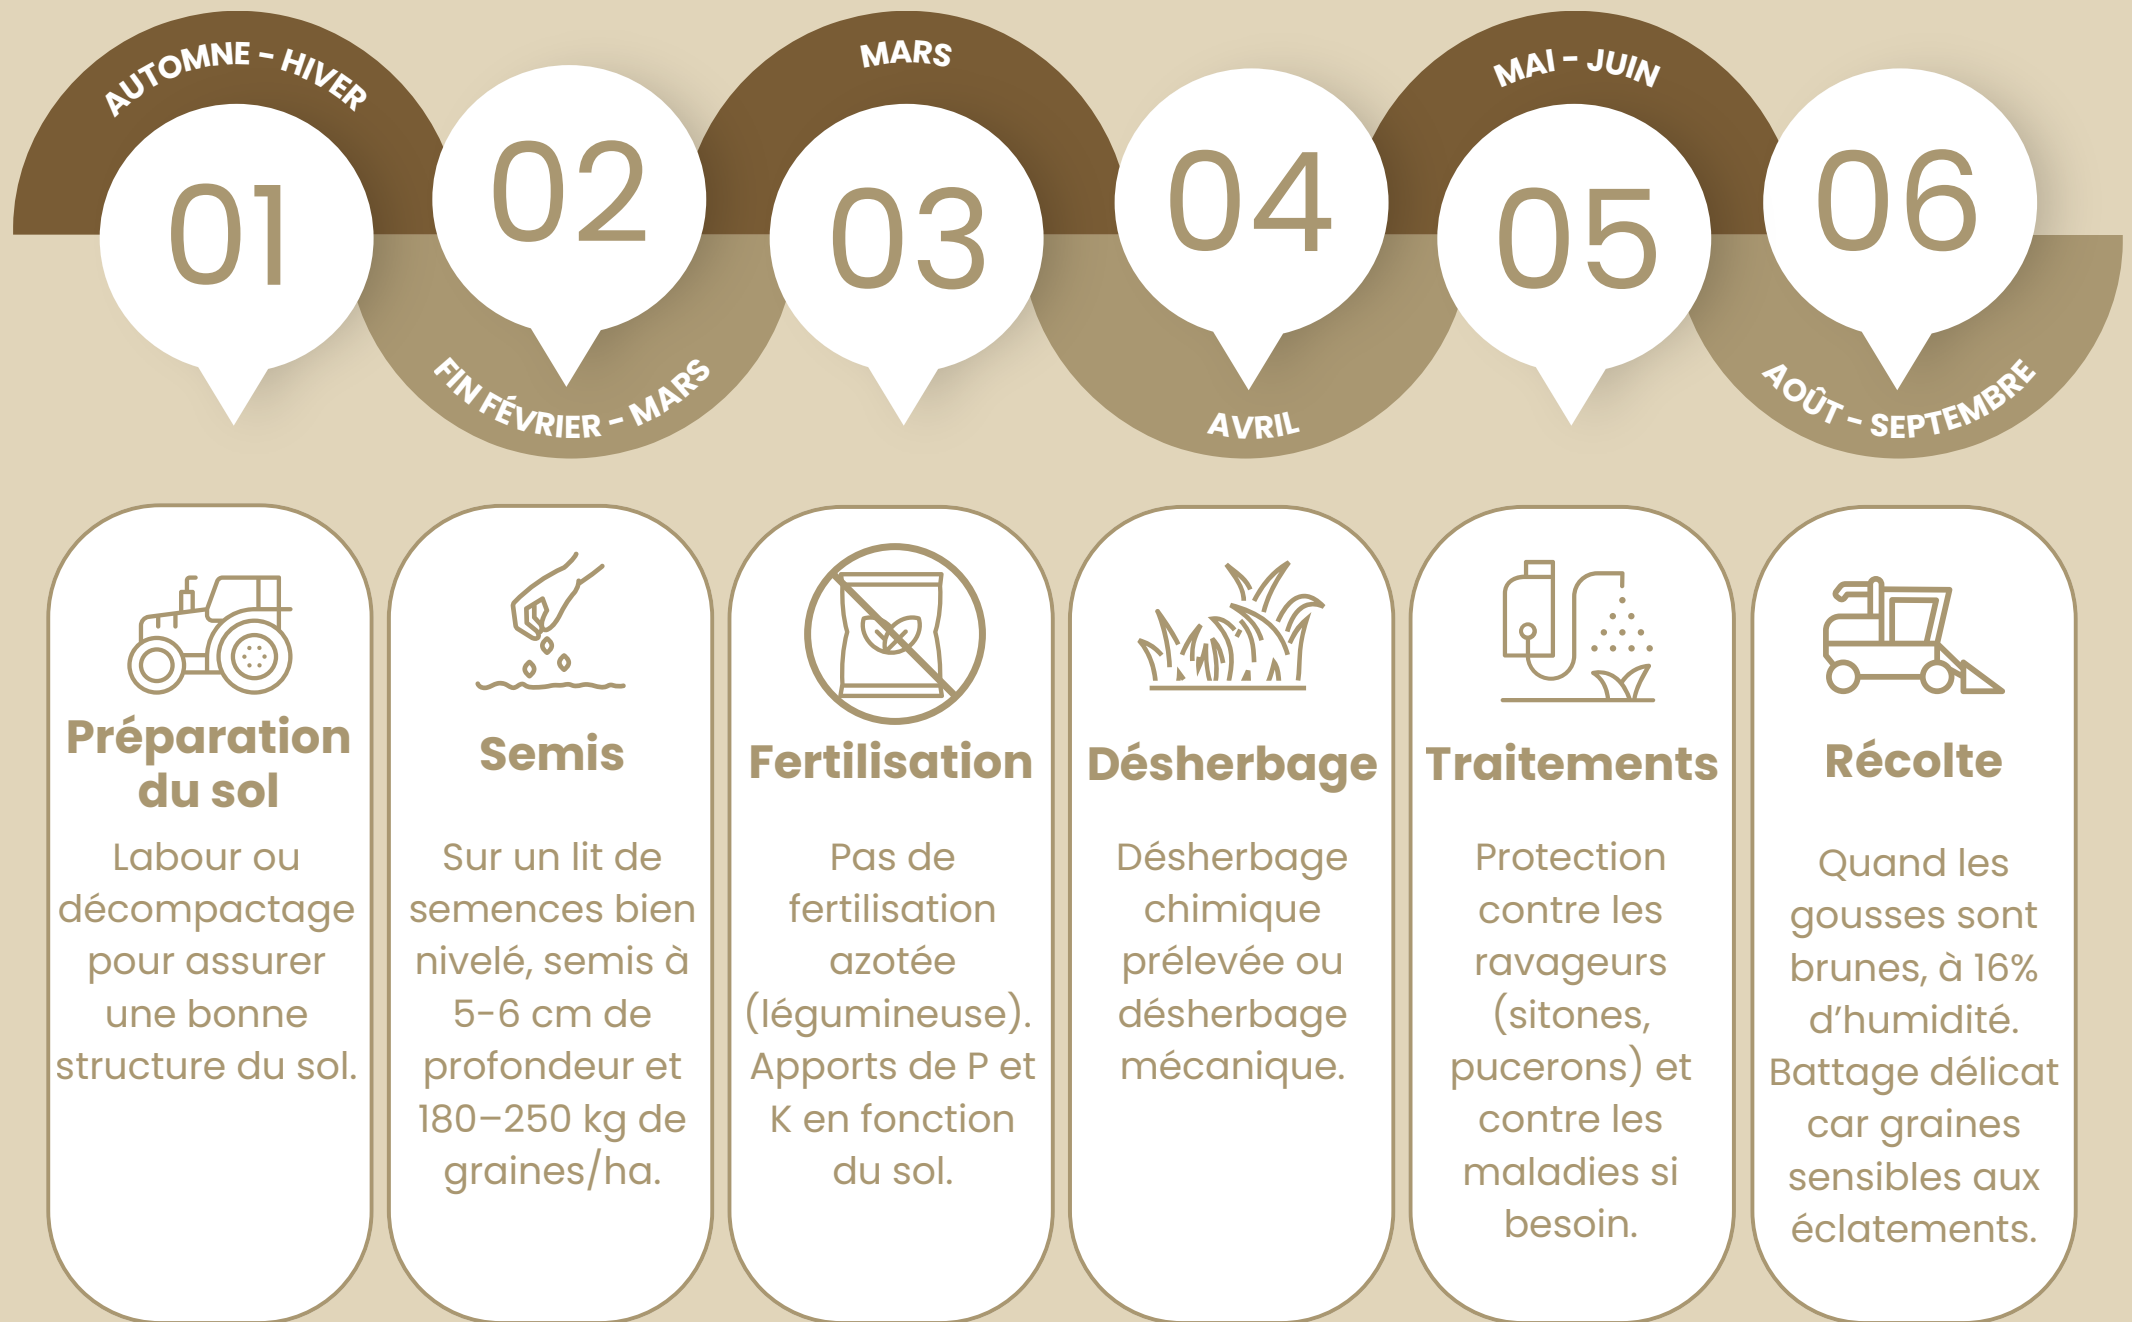 AUTOMNE - HIVER
01
FIN FÉVRIER - MARS
02
MARS
03
AVRIL
04
MAI - JUIN
05
AOÛT - SEPTEMBRE
06
Préparation
du sol
Labour ou
décompactage
pour assurer
une bonne
structure du sol.
Semis
Sur un lit de
semences bien
nivelé, semis à
5-6 cm de
profondeur et
180–250 kg de
graines/ha.
Fertilisation
Pas de
fertilisation
azotée
(légumineuse).
Apports de P et
K en fonction
du sol.
Désherbage
Désherbage
chimique
prélevée ou
désherbage
mécanique.
Traitements
Protection
contre les
ravageurs
(sitones,
pucerons) et
contre les
maladies si
besoin.
Récolte
Quand les
gousses sont
brunes, à 16%
d’humidité.
Battage délicat
car graines
sensibles aux
éclatements.